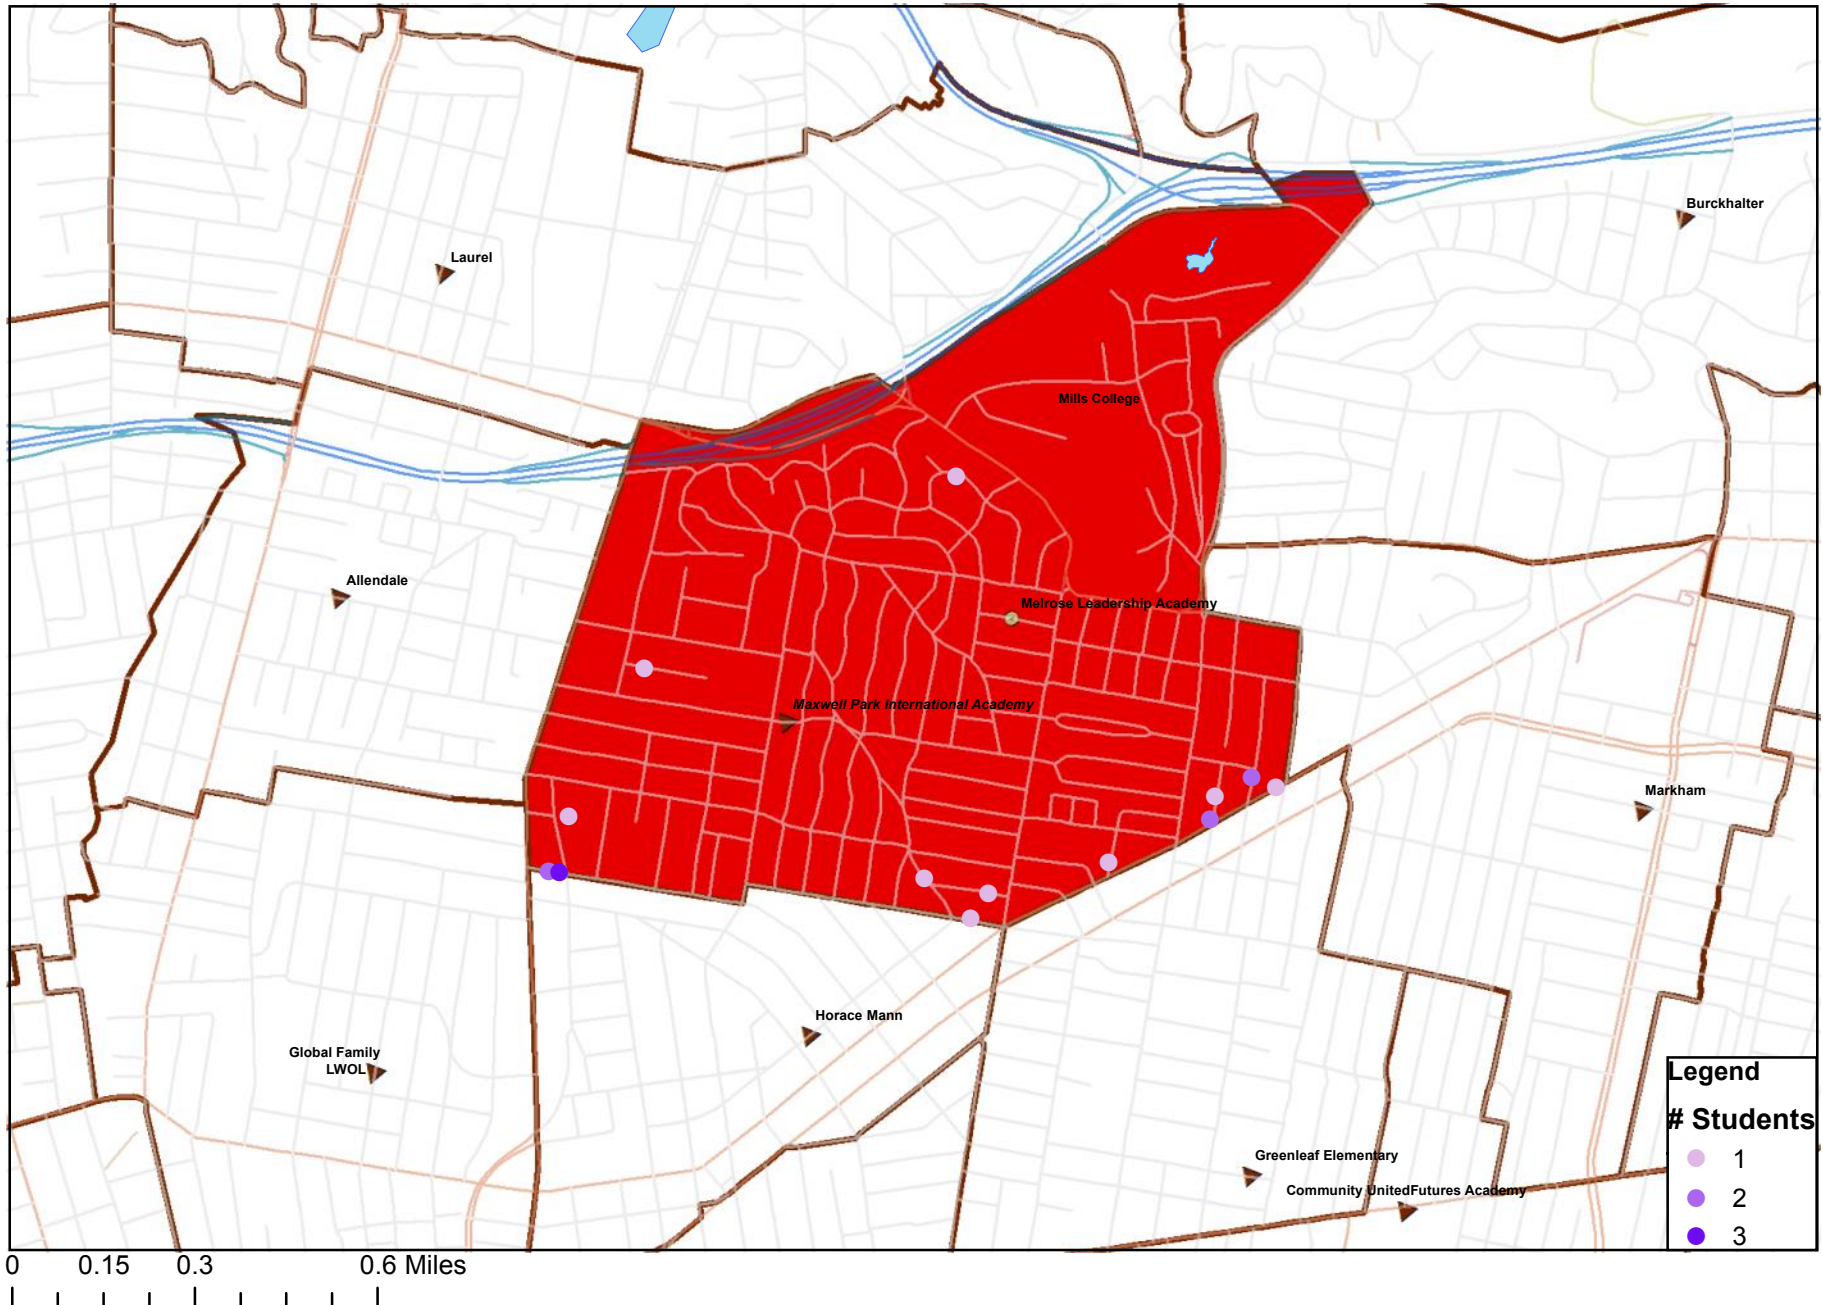 Burckhalter
Laurel
Mills College
Allendale
Melrose Leadership Academy
Maxwell Park International Academy
Markham
Horace Mann
Global Family
LWOL
Greenleaf Elementary
Community UnitedFutures Academy
Legend
# Students
1
2
3
0 0.15 0.3 0.6 Miles